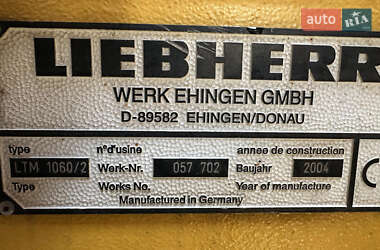 auto RIA
LIEBHERR
WERK EHINGEN GMBH
D-89582 EHINGEN/DONAU
type n°d'usine annee de construction
LTM 1060/2 Werk-Nr. 057 702 Baujahr 2004
Type Works No. Year of manufacture
Manufactured in Germany